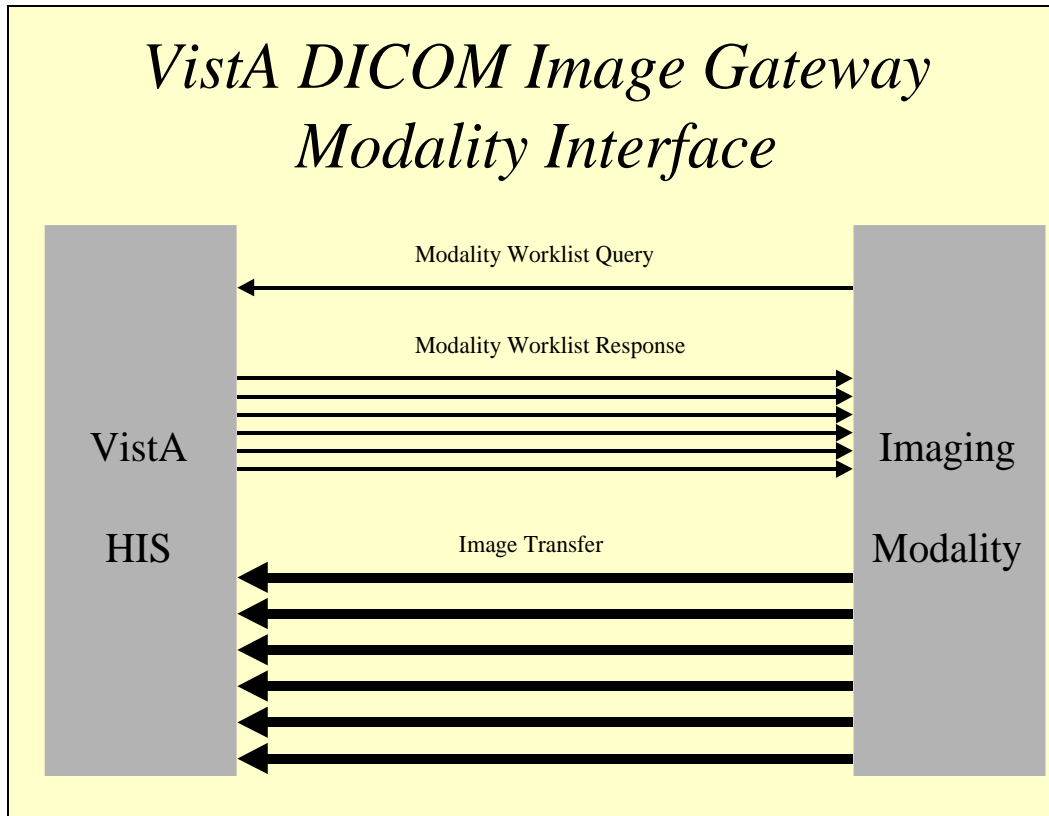 VistA DICOM Image Gateway
Modality Interface
Modality Worklist Query
Modality Worklist Response
VistA
HIS
Imaging
Modality
Image Transfer